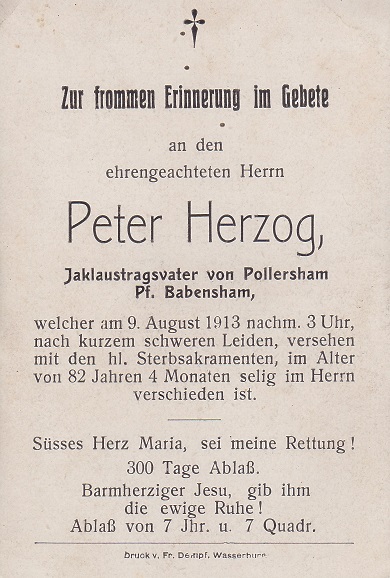 Zur frommen Erinnerung im Gebete
an den
ehrengeachteten Herrn
Peter Herzog,
Jaklaustragsvater von Pollersham
Pf. Babensham,
welcher am 9. August 1913 nachm. 3 Uhr,
nach kurzem schweren Leiden, versehen
mit den hl. Sterbsakramenten, im Alter
von 82 Jahren 4 Monaten selig im Herrn
verschieden ist.
Süsses Herz Maria, sei meine Rettung!
300 Tage Ablaß.
Barmherziger Jesu, gib ihm
die ewige Ruhe!
Ablaß von 7 Jhr. u. 7 Quadr.
Druck v. Fr. Dempf, Wasserburg